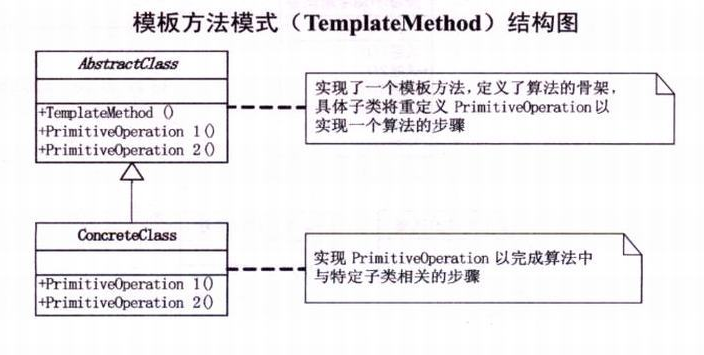 模板方法模式（TemplateMethod）结构图
AbstractClass
+TemplateMethod ()
+PrimitiveOperation 1()
+PrimitiveOperation 2()
实现了一个模板方法，定义了算法的骨架，
具体子类将重定义 PrimitiveOperation 以
实现一个算法的步骤
ConcreteClass
+PrimitiveOperation 1()
+PrimitiveOperation 2()
实现 PrimitiveOperation 以完成算法中
与特定子类相关的步骤